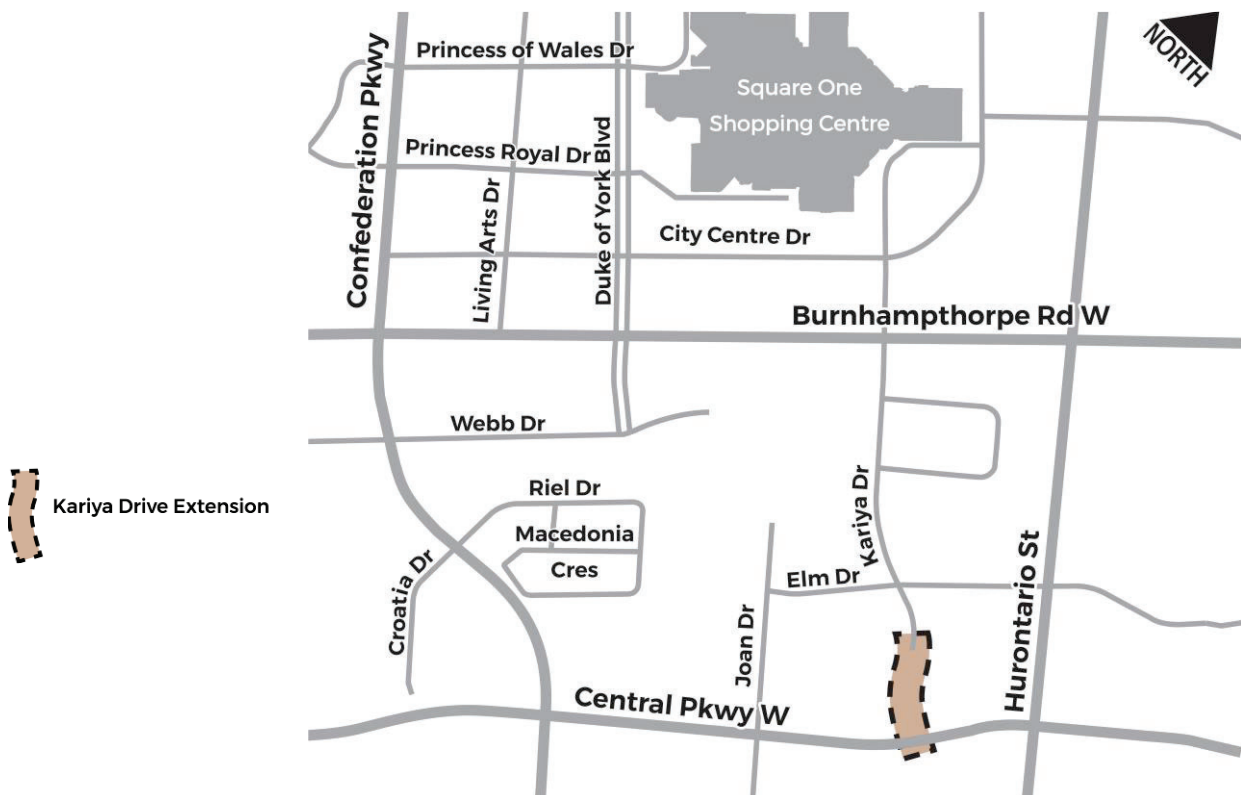 Princess of Wales Dr
Confederation Pkwy
NORTH
Square One
Shopping Centre
Princess Royal Dr
Living Arts Dr
Duke of York Blvd
City Centre Dr
Burnhampthorpe Rd W
Webb Dr
Kariya Drive Extension
Riel Dr
Macedonia
Cres
Croatia Dr
Kariya Dr
Elm Dr
Joan Dr
Hurontario St
Central Pkwy W